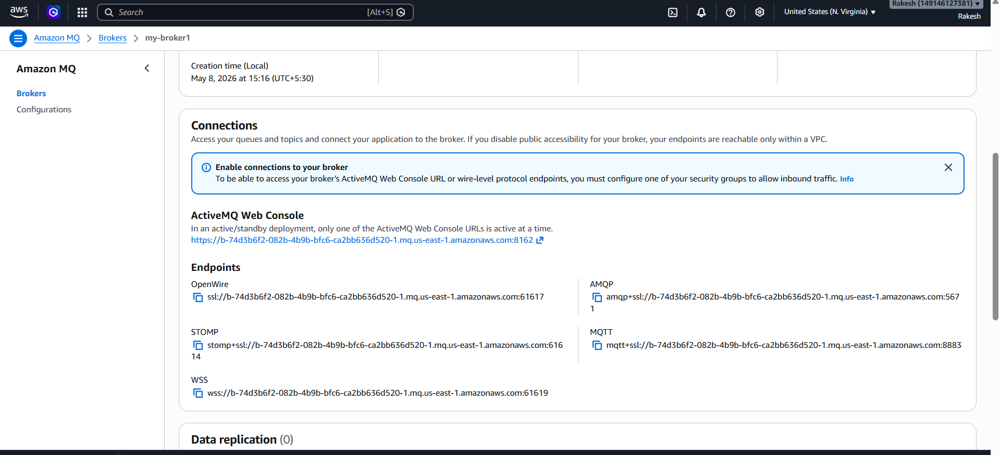 aws
Search
[Alt+S]
United States (N. Virginia)
Rakesh (149146127381)
Rakesh
Amazon MQ
Brokers
my-broker1
Amazon MQ
Brokers
Configurations
Creation time (Local)
May 8, 2026 at 15:16 (UTC+5:30)
Connections
Access your queues and topics and connect your application to the broker. If you disable public accessibility for your broker, your endpoints are reachable only within a VPC.
Enable connections to your broker
To be able to access your broker's ActiveMQ Web Console URL or wire-level protocol endpoints, you must configure one of your security groups to allow inbound traffic. Info
ActiveMQ Web Console
In an active/standby deployment, only one of the ActiveMQ Web Console URLs is active at a time.
https://b-74d3b6f2-082b-4b9b-bfc6-ca2bb636d520-1.mq.us-east-1.amazonaws.com:8162
Endpoints
OpenWire
ssl://b-74d3b6f2-082b-4b9b-bfc6-ca2bb636d520-1.mq.us-east-1.amazonaws.com:61617
AMQP
amqp+ssl://b-74d3b6f2-082b-4b9b-bfc6-ca2bb636d520-1.mq.us-east-1.amazonaws.com:567
1
STOMP
stomp+ssl://b-74d3b6f2-082b-4b9b-bfc6-ca2bb636d520-1.mq.us-east-1.amazonaws.com:616
14
MQTT
mqtt+ssl://b-74d3b6f2-082b-4b9b-bfc6-ca2bb636d520-1.mq.us-east-1.amazonaws.com:8883
WSS
wss://b-74d3b6f2-082b-4b9b-bfc6-ca2bb636d520-1.mq.us-east-1.amazonaws.com:61619
Data replication (0)